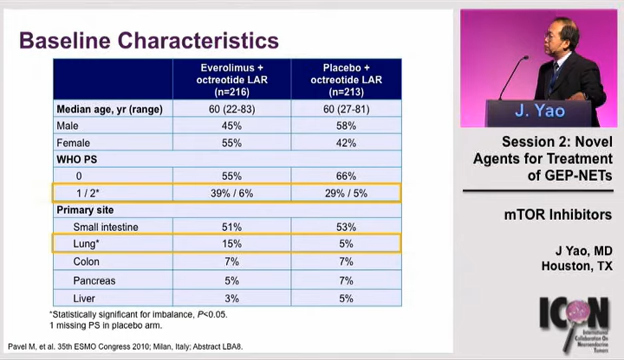 Baseline Characteristics
Everolimus + octreotide LAR (n=216) Placebo + octreotide LAR (n=213)
Median age, yr (range) 60 (22-83) 60 (27-81)
Male 45% 58%
Female 55% 42%
WHO PS
0 55% 66%
1 / 2* 39% / 6% 29% / 5%
Primary site
Small intestine 51% 53%
Lung* 15% 5%
Colon 7% 7%
Pancreas 5% 7%
Liver 3% 5%
*Statistically significant for imbalance, P<0.05.
1 missing PS in placebo arm.
Pavel M, et al. 35th ESMO Congress 2010; Milan, Italy; Abstract LBA8.
J. Yao
Session 2: Novel
Agents for Treatment
of GEP-NETs
mTOR Inhibitors
J Yao, MD
Houston, TX
ICON
International
Collaboration On
Neuroendocrine
Tumors